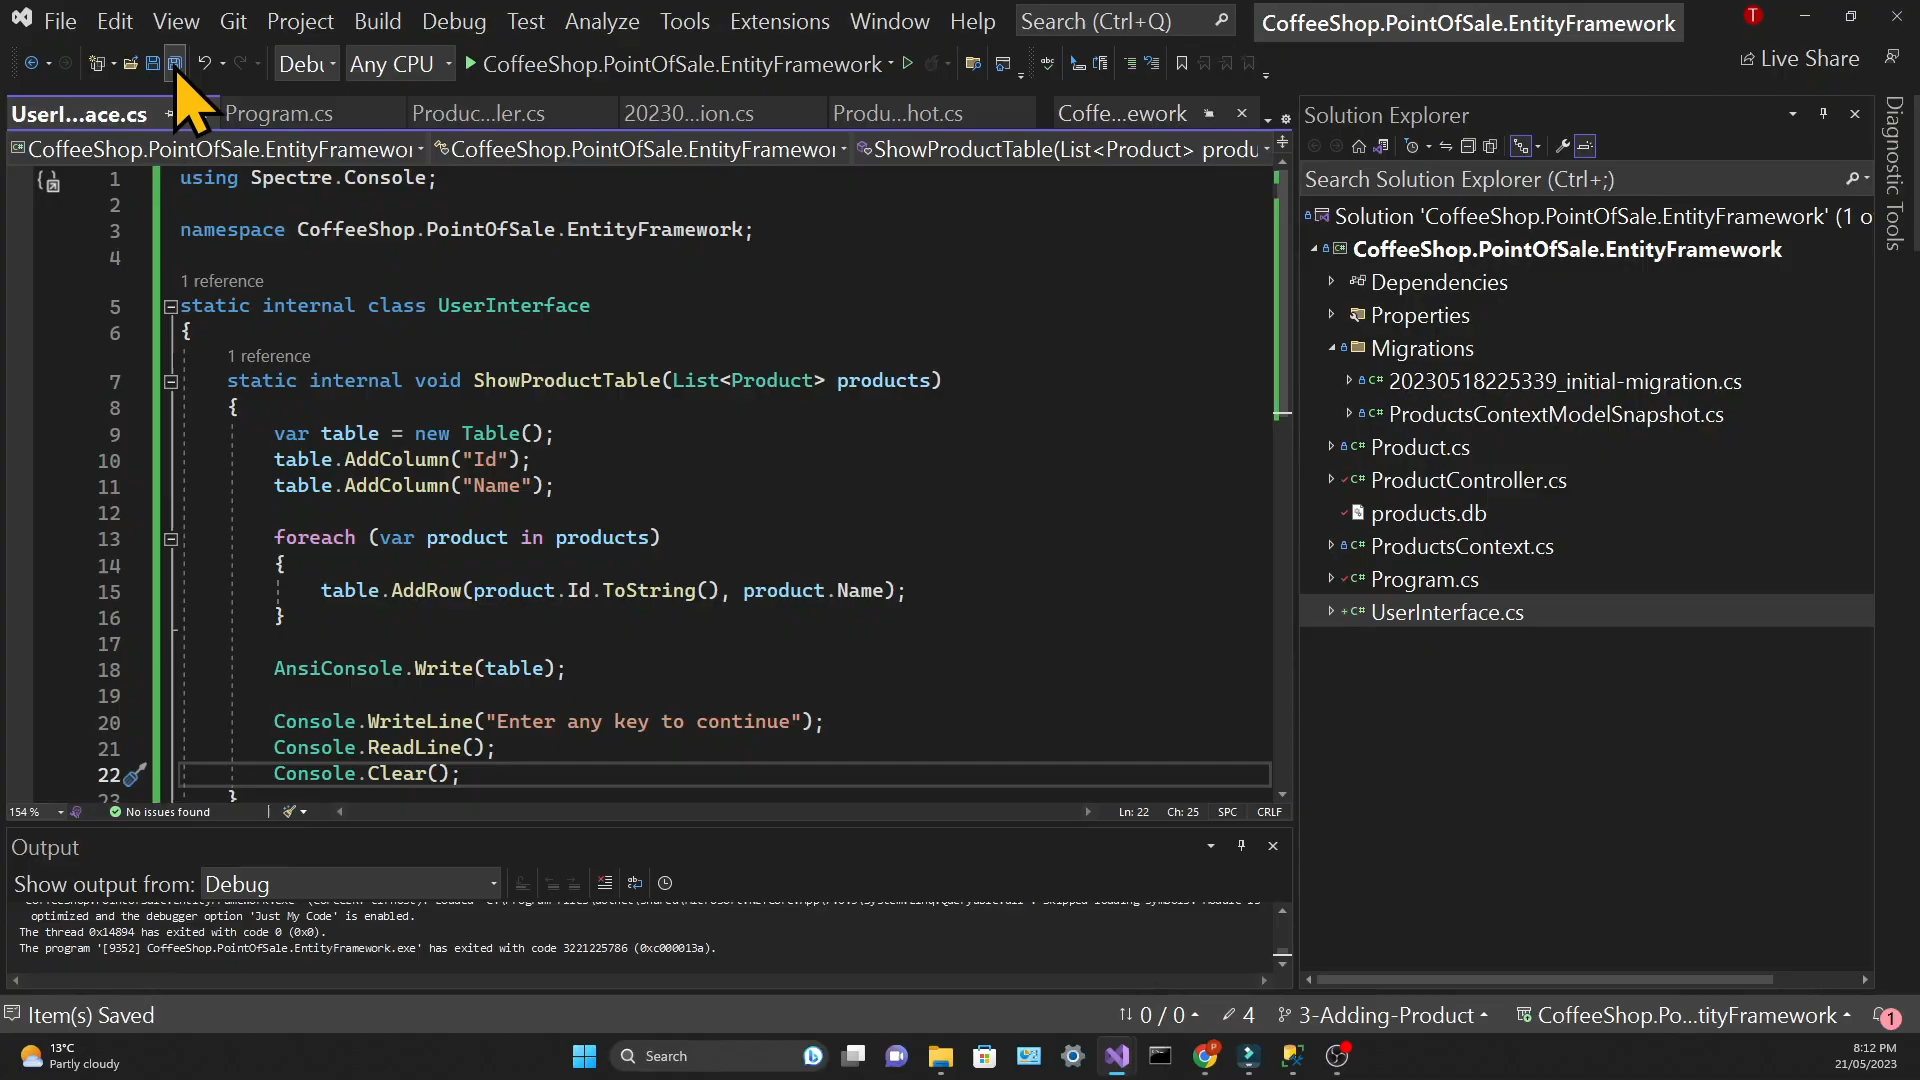 File Edit View Git Project Build Debug Test Analyze Tools Extensions Window Help Search (Ctrl+Q) CoffeeShop.PointOfSale.EntityFramework T
Debu Any CPU CoffeeShop.PointOfSale.EntityFramework Live Share
UserI...ace.cs Program.cs Produc...ler.cs 20230...ion.cs Produ...hot.cs Coffe...ework
CoffeeShop.PointOfSale.EntityFramewor CoffeeShop.PointOfSale.EntityFramewor ShowProductTable(List<Product> produ
1 using Spectre.Console;
2
3 namespace CoffeeShop.PointOfSale.EntityFramework;
4
1 reference
5 static internal class UserInterface
6 {
1 reference
7 static internal void ShowProductTable(List<Product> products)
8 {
9 var table = new Table();
10 table.AddColumn("Id");
11 table.AddColumn("Name");
12
13 foreach (var product in products)
14 {
15 table.AddRow(product.Id.ToString(), product.Name);
16 }
17
18 AnsiConsole.Write(table);
19
20 Console.WriteLine("Enter any key to continue");
21 Console.ReadLine();
22 Console.Clear();
23 }
154 % No issues found Ln: 22 Ch: 25 SPC CRLF
Output
Show output from: Debug
optimized and the debugger option 'Just My Code' is enabled.
The thread 0x14894 has exited with code 0 (0x0).
The program '[9352] CoffeeShop.PointOfSale.EntityFramework.exe' has exited with code 3221225786 (0xc000013a).
Solution Explorer
Search Solution Explorer (Ctrl+;)
Solution 'CoffeeShop.PointOfSale.EntityFramework' (1 o
CoffeeShop.PointOfSale.EntityFramework
Dependencies
Properties
Migrations
20230518225339_initial-migration.cs
ProductsContextModelSnapshot.cs
Product.cs
ProductController.cs
products.db
ProductsContext.cs
Program.cs
UserInterface.cs
Diagnostic Tools
Item(s) Saved 0 / 0 4 3-Adding-Product CoffeeShop.Po...tityFramework 1
13°C
Partly cloudy
Search
8:12 PM
21/05/2023